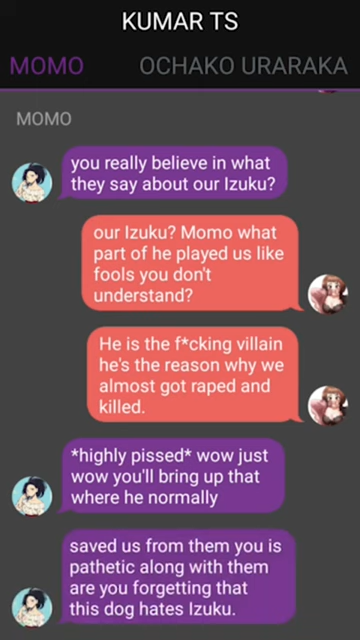 KUMAR TS
MOMO OCHAKO URARAKA
MOMO
you really believe in what
they say about our Izuku?
our Izuku? Momo what
part of he played us like
fools you don't
understand?
He is the f*cking villain
he's the reason why we
almost got raped and
killed.
*highly pissed* wow just
wow you'll bring up that
where he normally
saved us from them you is
pathetic along with them
are you forgetting that
this dog hates Izuku.